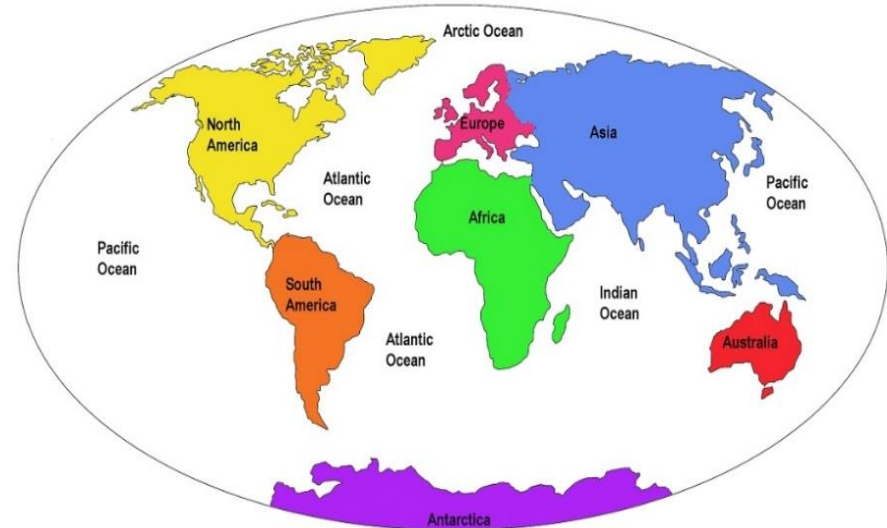 Arctic Ocean
North
America
Europe
Asia
Atlantic
Ocean
Pacific
Ocean
Africa
Pacific
Ocean
South
America
Indian
Ocean
Atlantic
Ocean
Australia
Antarctica